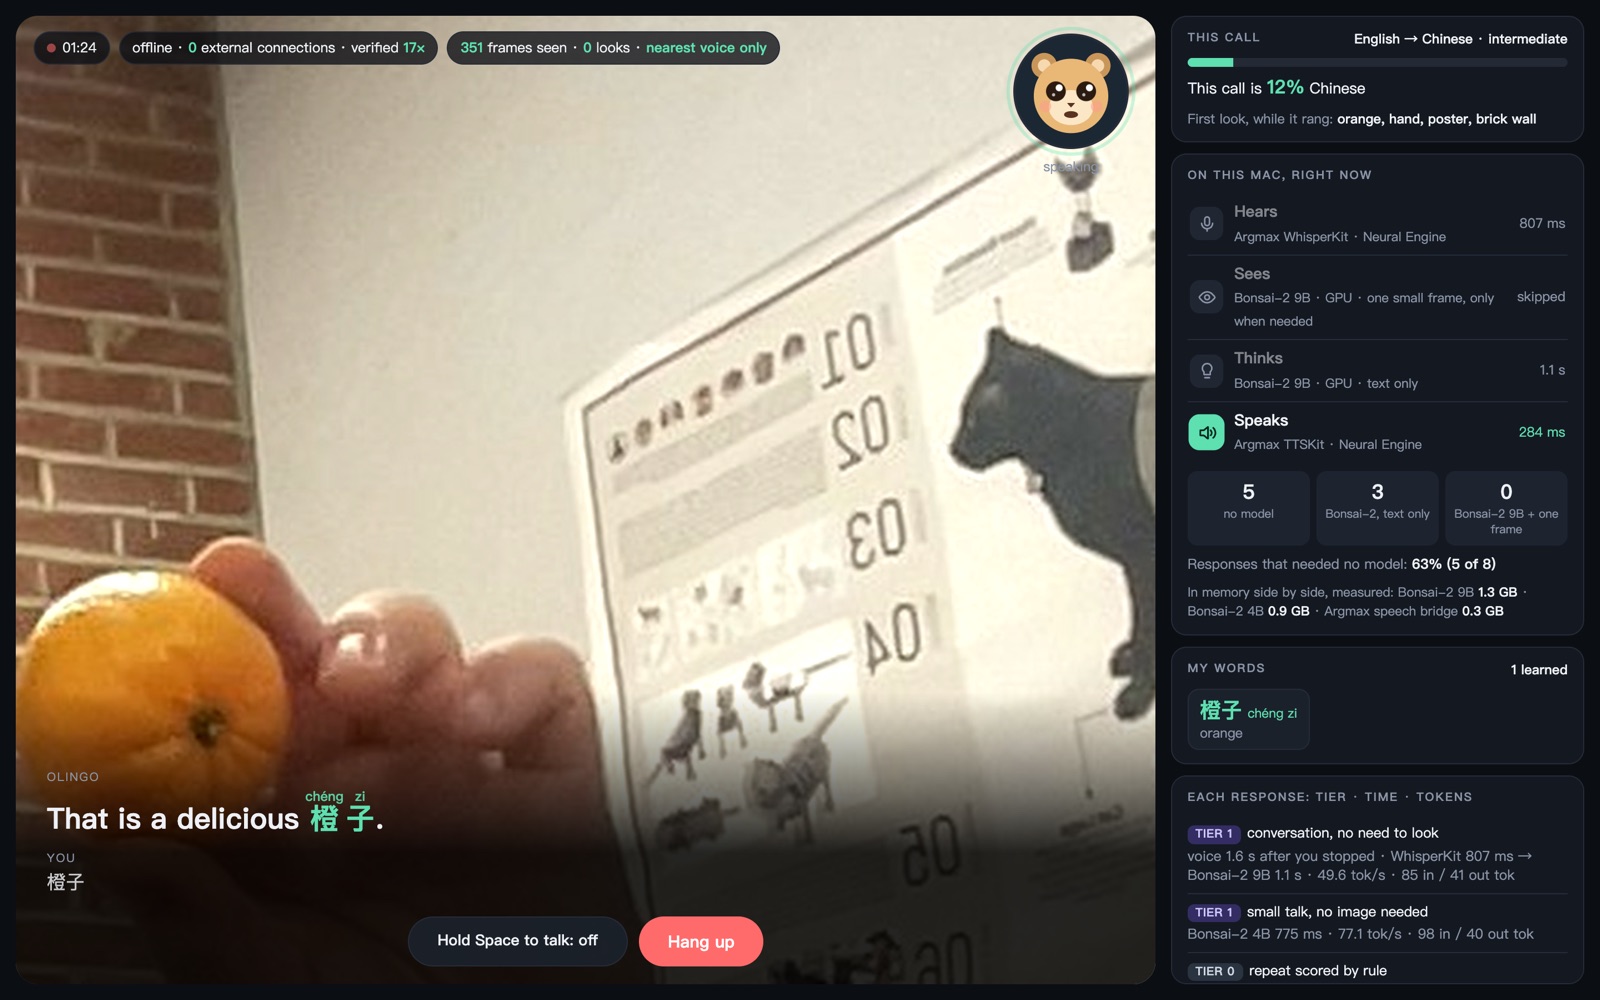 01:24
offline · 0 external connections · verified 17×
351 frames seen · 0 looks · nearest voice only
speaking
01
02
03
04
05
06
OLINGO
chéng zi
That is a delicious 橙子.
YOU
橙子
Hold Space to talk: off
Hang up
THIS CALL
English → Chinese · intermediate
This call is 12% Chinese
First look, while it rang: orange, hand, poster, brick wall
ON THIS MAC, RIGHT NOW
Hears
Argmax WhisperKit · Neural Engine
807 ms
Sees
Bonsai-2 9B · GPU · one small frame, only
when needed
skipped
Thinks
Bonsai-2 9B · GPU · text only
1.1 s
Speaks
Argmax TTSKit · Neural Engine
284 ms
5
no model
3
Bonsai-2, text only
0
Bonsai-2 9B + one
frame
Responses that needed no model: 63% (5 of 8)
In memory side by side, measured: Bonsai-2 9B 1.3 GB ·
Bonsai-2 4B 0.9 GB · Argmax speech bridge 0.3 GB
MY WORDS
1 learned
橙子 chéng zi
orange
EACH RESPONSE: TIER · TIME · TOKENS
TIER 1 conversation, no need to look
voice 1.6 s after you stopped · WhisperKit 807 ms →
Bonsai-2 9B 1.1 s · 49.6 tok/s · 85 in / 41 out tok
TIER 1 small talk, no image needed
Bonsai-2 4B 775 ms · 77.1 tok/s · 98 in / 40 out tok
TIER 0 repeat scored by rule